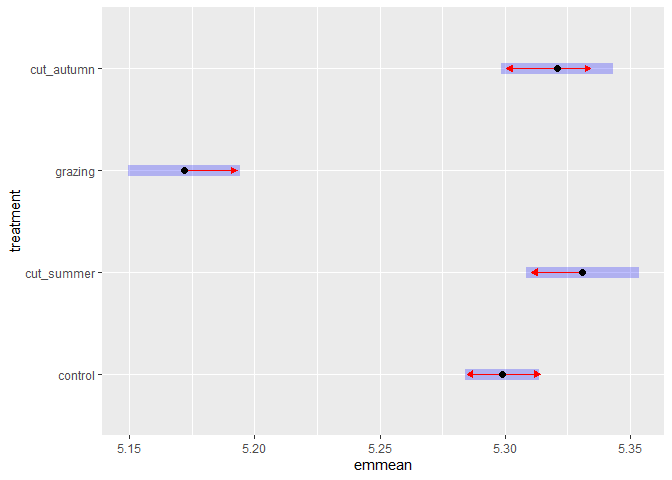 cut_autumn
grazing
cut_summer
control
treatment
5.15 5.20 5.25 5.30 5.35
emmean